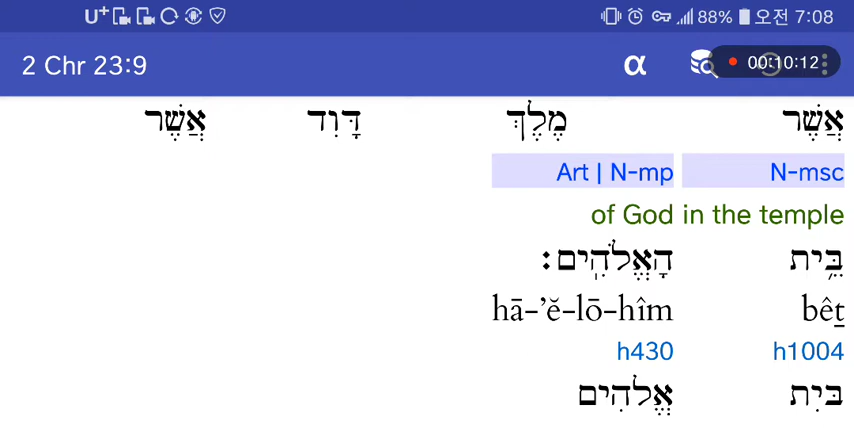 U+ 88% 오전 7:08
2 Chr 23:9 α 00:10:12
אֲשֶׁר מֶלֶךְ דָּוִד אֲשֶׁר
N-msc Art | N-mp
of God in the temple
בֵּ֥ית הָאֱלֹהִֽים׃
bêṯ hā-’ĕ-lō-hîm
h1004 h430
בּיִת אֱלֹהִים